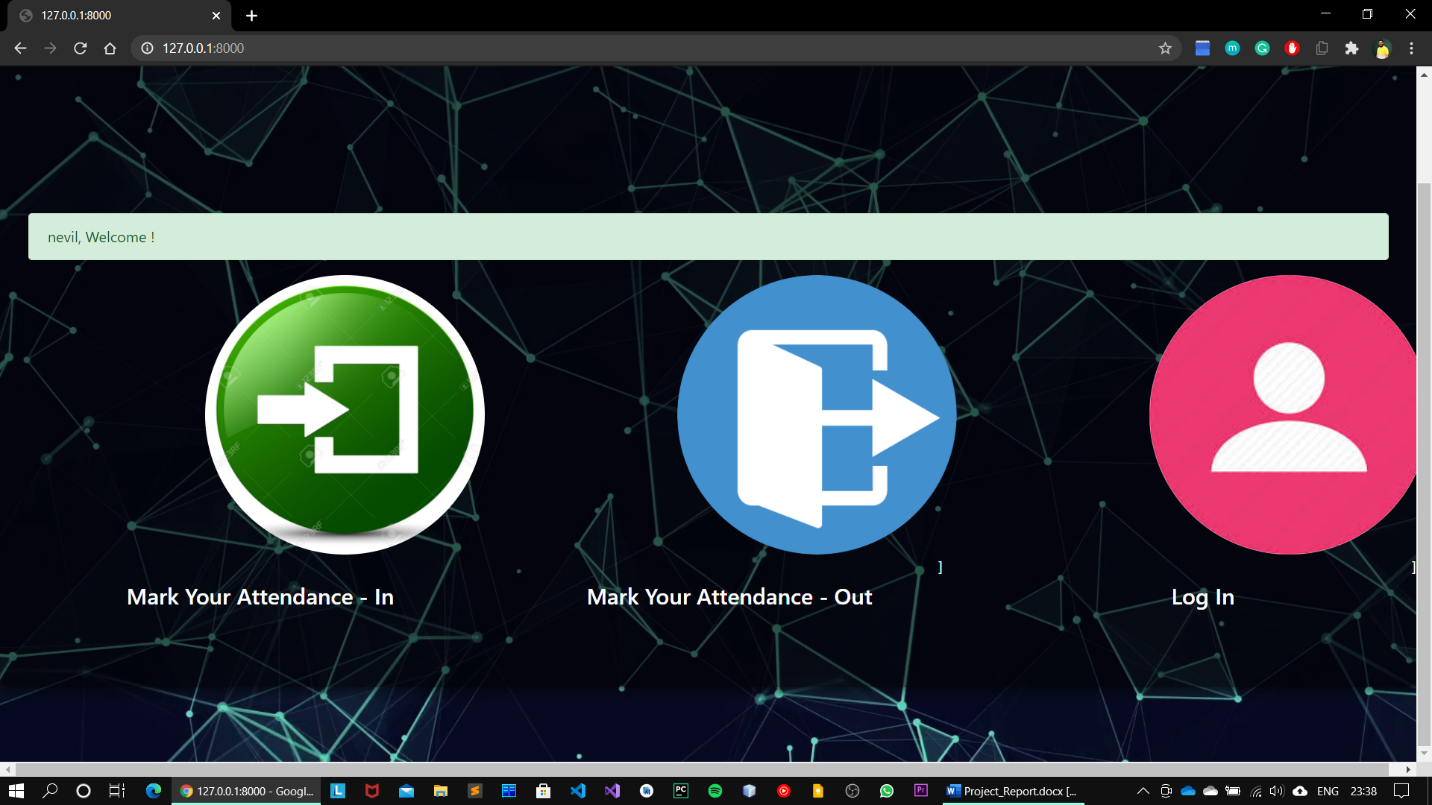 127.0.0.1:8000
127.0.0.1:8000
nevil, Welcome !
]
]
Mark Your Attendance - In
Mark Your Attendance - Out
Log In
127.0.0.1:8000 - Googl...
Project_Report.docx [...
ENG
23:38